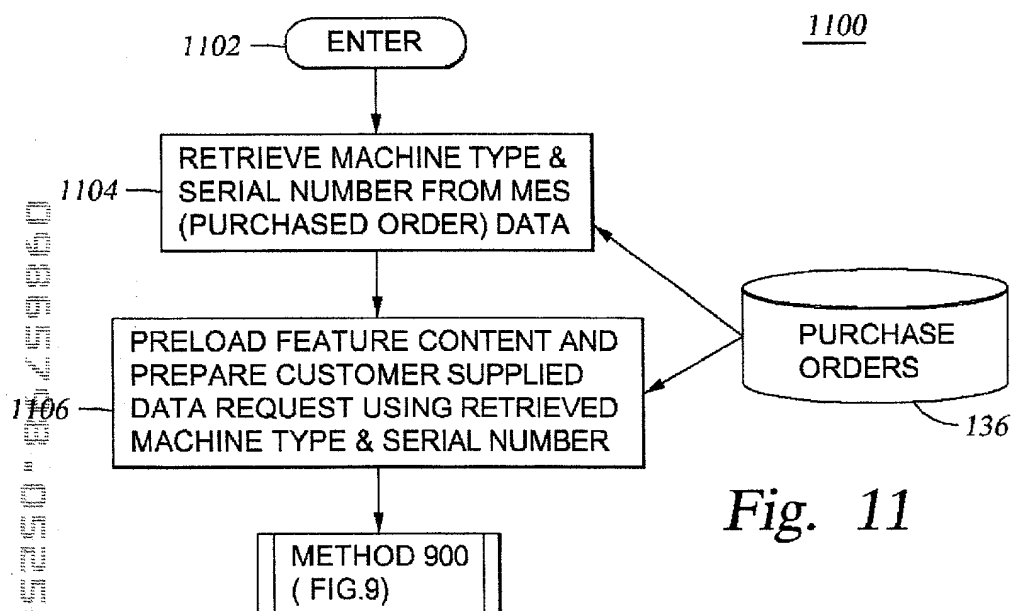 1100
1102
ENTER
1104
RETRIEVE MACHINE TYPE &
SERIAL NUMBER FROM MES
(PURCHASED ORDER) DATA
1106
PRELOAD FEATURE CONTENT AND
PREPARE CUSTOMER SUPPLIED
DATA REQUEST USING RETRIEVED
MACHINE TYPE & SERIAL NUMBER
PURCHASE
ORDERS
136
METHOD 900
( FIG.9)
Fig. 11